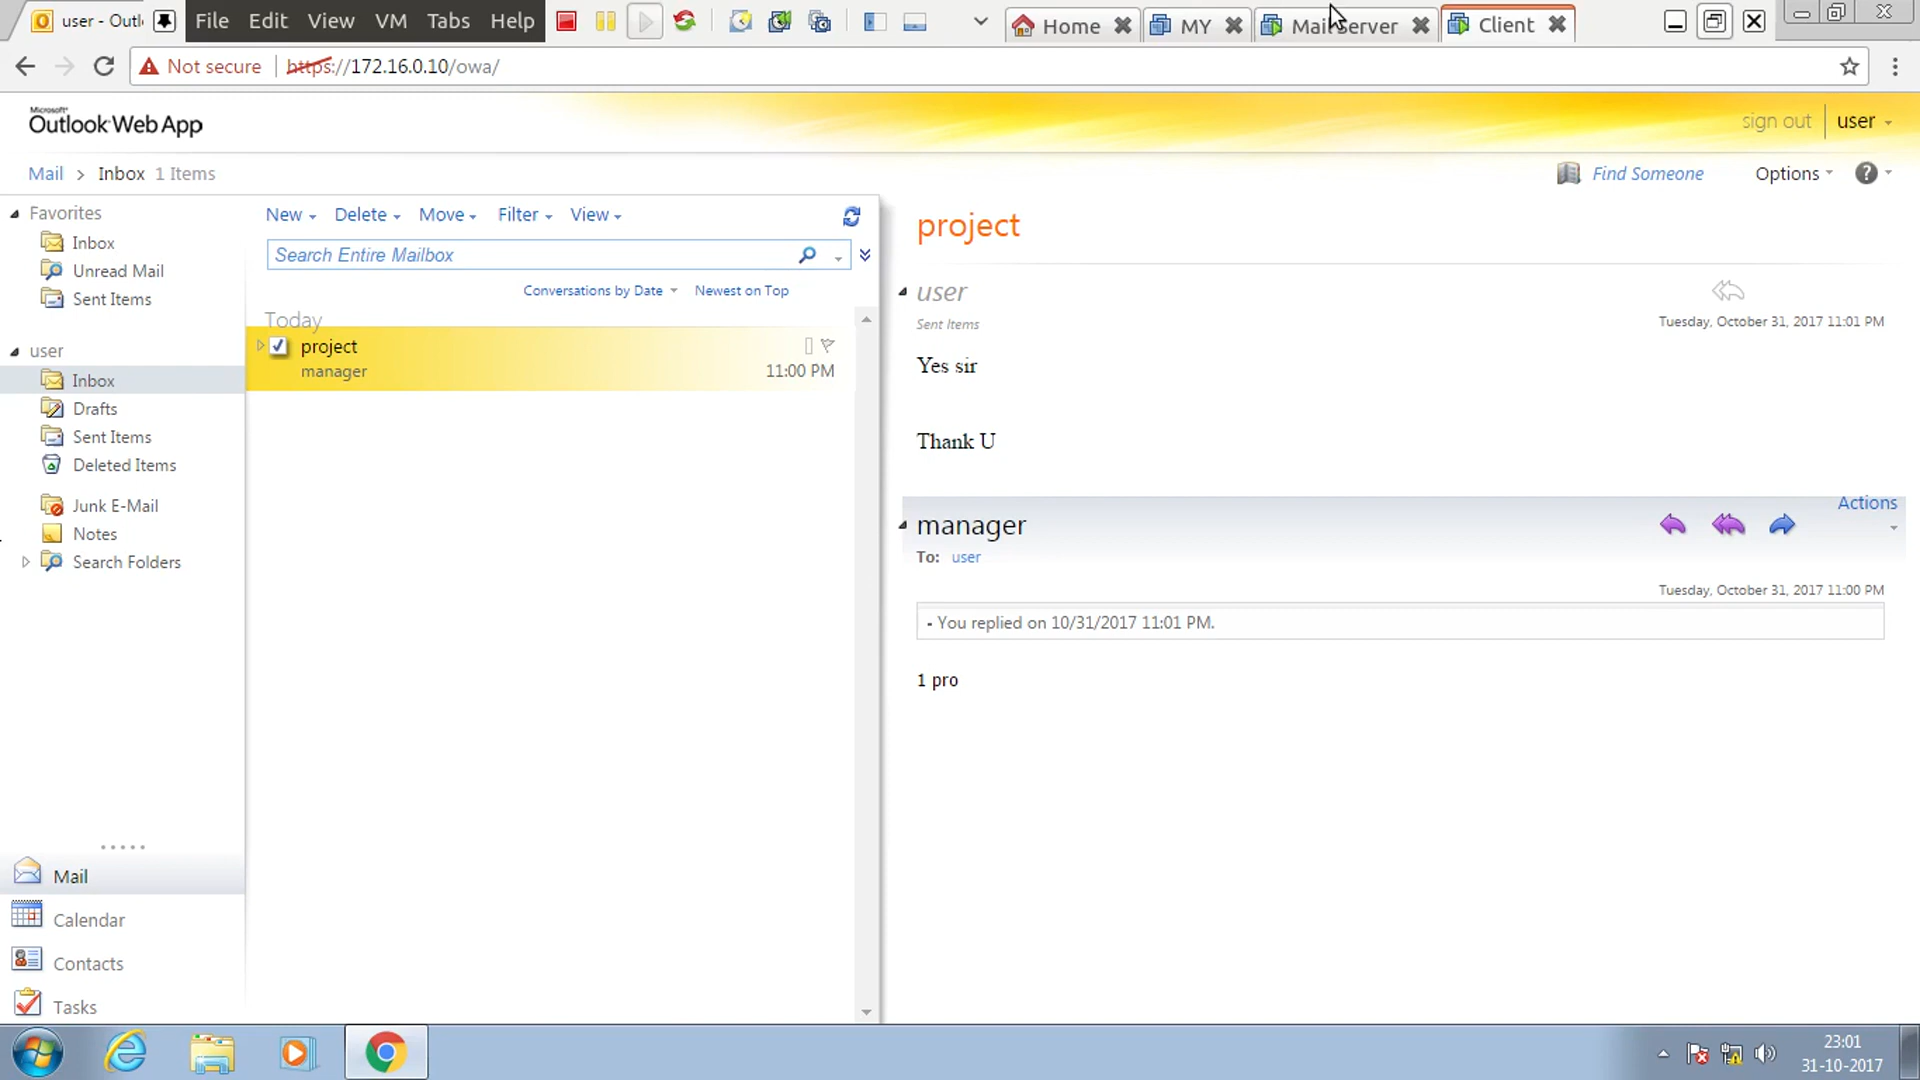 user - Outl
File Edit View VM Tabs Help
Home MY MailServer Client
Not secure https://172.16.0.10/owa/
Microsoft
Outlook Web App
sign out user
Mail > Inbox 1 Items
Find Someone Options ?
Favorites
Inbox
Unread Mail
Sent Items
user
Inbox
Drafts
Sent Items
Deleted Items
Junk E-Mail
Notes
Search Folders
Mail
Calendar
Contacts
Tasks
New Delete Move Filter View
Search Entire Mailbox
Conversations by Date Newest on Top
Today
project
manager 11:00 PM
project
user
Sent Items Tuesday, October 31, 2017 11:01 PM
Yes sir
Thank U
Actions
manager
To: user
Tuesday, October 31, 2017 11:00 PM
- You replied on 10/31/2017 11:01 PM.
1 pro
23:01
31-10-2017